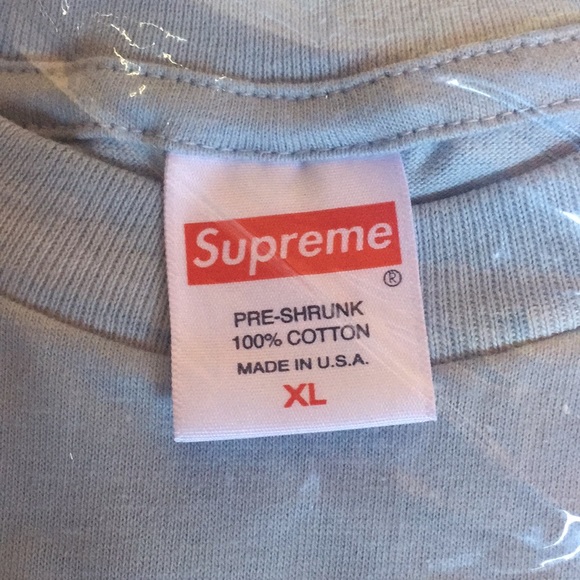 Supreme
®
PRE-SHRUNK
100% COTTON
MADE IN U.S.A.
XL